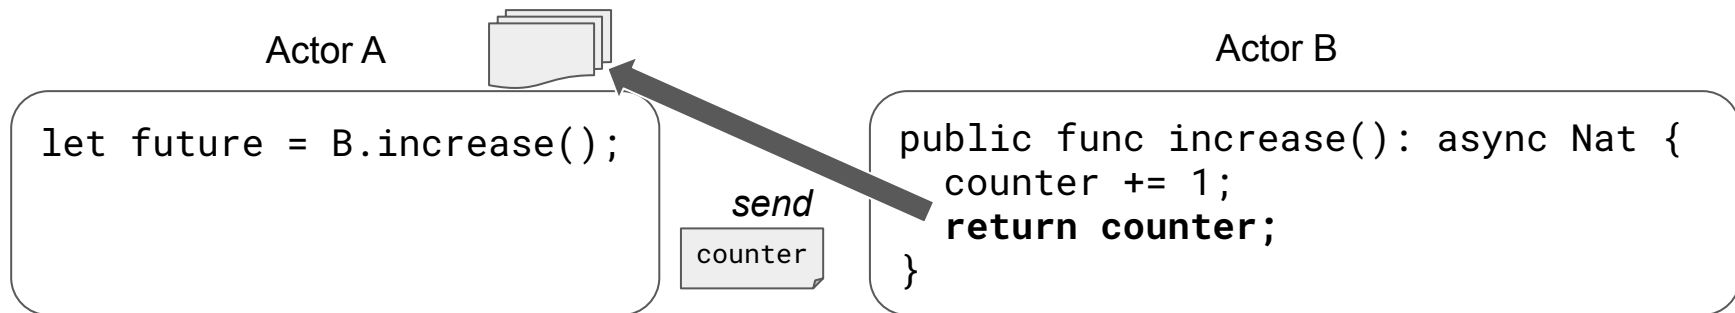 Actor A
Actor B
let future = B.increase();
send
counter
public func increase(): async Nat {
counter += 1;
return counter;
}